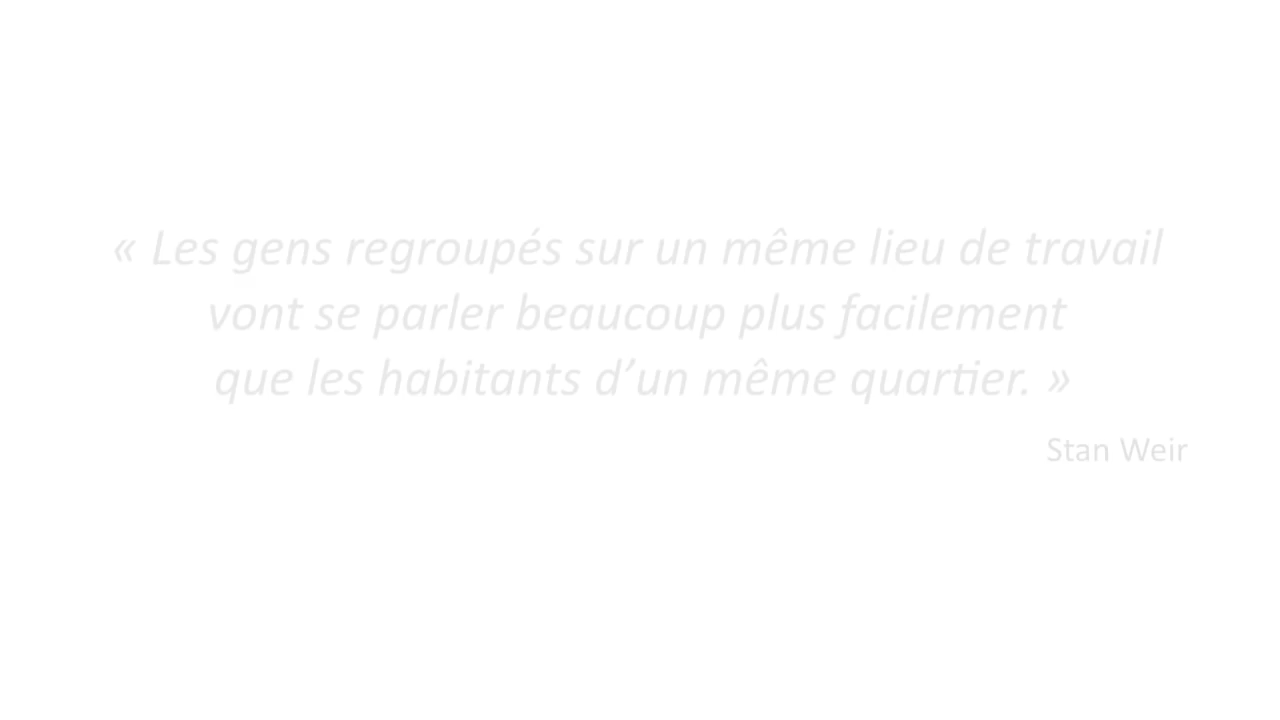 « Les gens regroupés sur un même lieu de travail
vont se parler beaucoup plus facilement
que les habitants d’un même quartier. »
Stan Weir